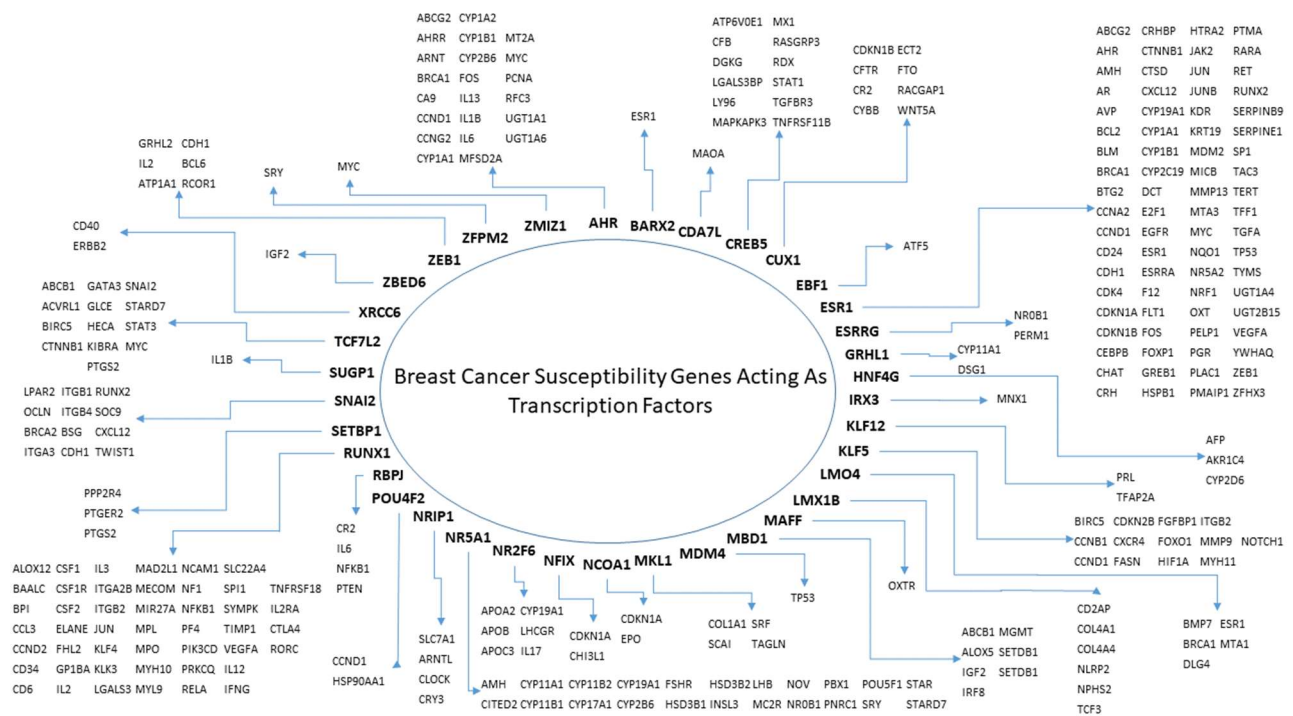 Breast Cancer Susceptibility Genes Acting As
Transcription Factors
AHR
ABCG2 CYP1A2
AHRR CYP1B1 MT2A
ARNT CYP2B6 MYC
BRCA1 FOS PCNA
CA9 IL13 RFC3
CCND1 IL1B UGT1A1
CCNG2 IL6 UGT1A6
CYP1A1 MFSD2A
BARX2
ESR1
CDA7L
MAOA
CREB5
ATP6V0E1 MX1
CFB RASGRP3
DGKG RDX
LGALS3BP STAT1
LY96 TGFBR3
MAPKAPK3 TNFRSF11B
CUX1
CDKN1B ECT2
CFTR FTO
CR2 RACGAP1
CYBB WNT5A
EBF1
ATF5
ESR1
ABCG2 CRHBP HTRA2 PTMA
AHR CTNNB1 JAK2 RARA
AMH CTSD JUN RET
AR CXCL12 JUNB RUNX2
AVP CYP19A1 KDR SERPINB9
BCL2 CYP1A1 KRT19 SERPINE1
BLM CYP1B1 MDM2 SP1
BRCA1 CYP2C19 MICB TAC3
BTG2 DCT MMP13 TERT
CCNA2 E2F1 MTA3 TFF1
CCND1 EGFR MYC TGFA
CD24 ESR1 NQO1 TP53
CDH1 ESRRA NR5A2 TYMS
CDK4 F12 NRF1 UGT1A4
CDKN1A FLT1 OXT UGT2B15
CDKN1B FOS PELP1 VEGFA
CEBPB FOXP1 PGR YWHAQ
CHAT GREB1 PLAC1 ZEB1
CRH HSPB1 PMAIP1 ZFHX3
ESRRG
NR0B1
PERM1
GRHL1
CYP11A1
DSG1
HNF4G
AFP
AKR1C4
CYP2D6
IRX3
MNX1
KLF12
PRL
TFAP2A
KLF5
BIRC5 CDKN2B FGFBP1 ITGB2
CCNB1 CXCR4 FOXO1 MMP9 NOTCH1
CCND1 FASN HIF1A MYH11
LMO4
BMP7 ESR1
BRCA1 MTA1
DLG4
LMX1B
CD2AP
COL4A1
COL4A4
NLRP2
NPHS2
TCF3
MAFF
OXTR
MBD1
ABCB1 MGMT
ALOX5 SETDB1
IGF2 SETDB1
IRF8
MDM4
TP53
MKL1
COL1A1 SRF
SCAI TAGLN
NCOA1
CDKN1A
EPO
NFIX
CDKN1A
CHI3L1
NR2F6
APOA2 CYP19A1
APOB LHCGR
APOC3 IL17
NR5A1
AMH CYP11A1 CYP11B2 CYP19A1 FSHR HSD3B2 LHB NOV PBX1 POU5F1 STAR
CITED2 CYP11B1 CYP17A1 CYP2B6 HSD3B1 INSL3 MC2R NR0B1 PNRC1 SRY STARD7
NRIP1
SLC7A1
ARNTL
CLOCK
CRY3
POU4F2
CCND1
HSP90AA1
RBPJ
CR2
IL6
NFKB1
PTEN
RUNX1
ALOX12 CSF1 IL3 MAD2L1 NCAM1 SLC22A4
BAALC CSF1R ITGA2B MECOM NF1 SPI1 TNFRSF18
BPI CSF2 ITGB2 MIR27A NFKB1 SYMPK IL2RA
CCL3 ELANE JUN MPL PF4 TIMP1 CTLA4
CCND2 FHL2 KLF4 MPO PIK3CD VEGFA RORC
CD34 GP1BA KLK3 MYH10 PRKCQ IL12
CD6 IL2 LGALS3 MYL9 RELA IFNG
SETBP1
PPP2R4
PTGER2
PTGS2
SNAI2
LPAR2 ITGB1 RUNX2
OCLN ITGB4 SOC9
BRCA2 BSG CXCL12
ITGA3 CDH1 TWIST1
SUGP1
IL1B
TCF7L2
ABCB1 GATA3 SNAI2
ACVRL1 GLCE STARD7
BIRC5 HECA STAT3
CTNNB1 KIBRA MYC
PTGS2
XRCC6
CD40
ERBB2
ZBED6
IGF2
ZEB1
GRHL2 CDH1
IL2 BCL6
ATP1A1 RCOR1
ZFPM2
SRY
ZMIZ1
MYC